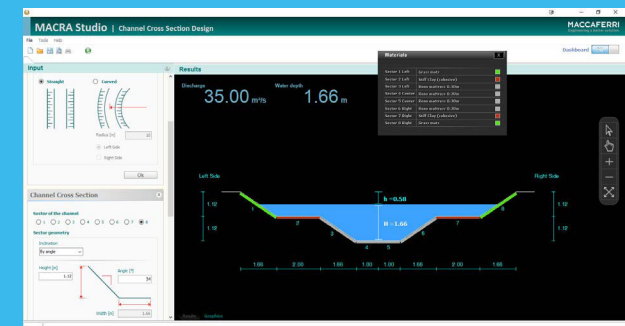 MACRA Studio | Channel Cross Section Design
MACCAFERRI
File Tools Help
Dashboard
Input
Results
Straight
Curved
Radius [m]
Left Side
Right Side
Ok
Discharge
35.00 m³/s
Water depth
1.66 m
Materials
X
Sector 1 Left Grass mats
Sector 2 Left Stiff Clay (cohesive)
Sector 3 Left Reno mattress 0.30m
Sector 4 Center Reno mattress 0.30m
Sector 5 Center Reno mattress 0.30m
Sector 6 Right Reno mattress 0.30m
Sector 7 Right Stiff Clay (cohesive)
Sector 8 Right Grass mats
Left Side
Right Side
h =0.58
H =1.66
1.12
1.12
1.12
1.12
1
2
3
4
5
6
7
8
1.66
2.00
1.66
1.00
1.00
1.66
2.00
1.66
Channel Cross Section
Sector of the channel
1 2 3 4 5 6 7 8
Sector geometry
Inclination
By angle
Height [m]
1.12
Angle [°]
34
Width [m]
1.66